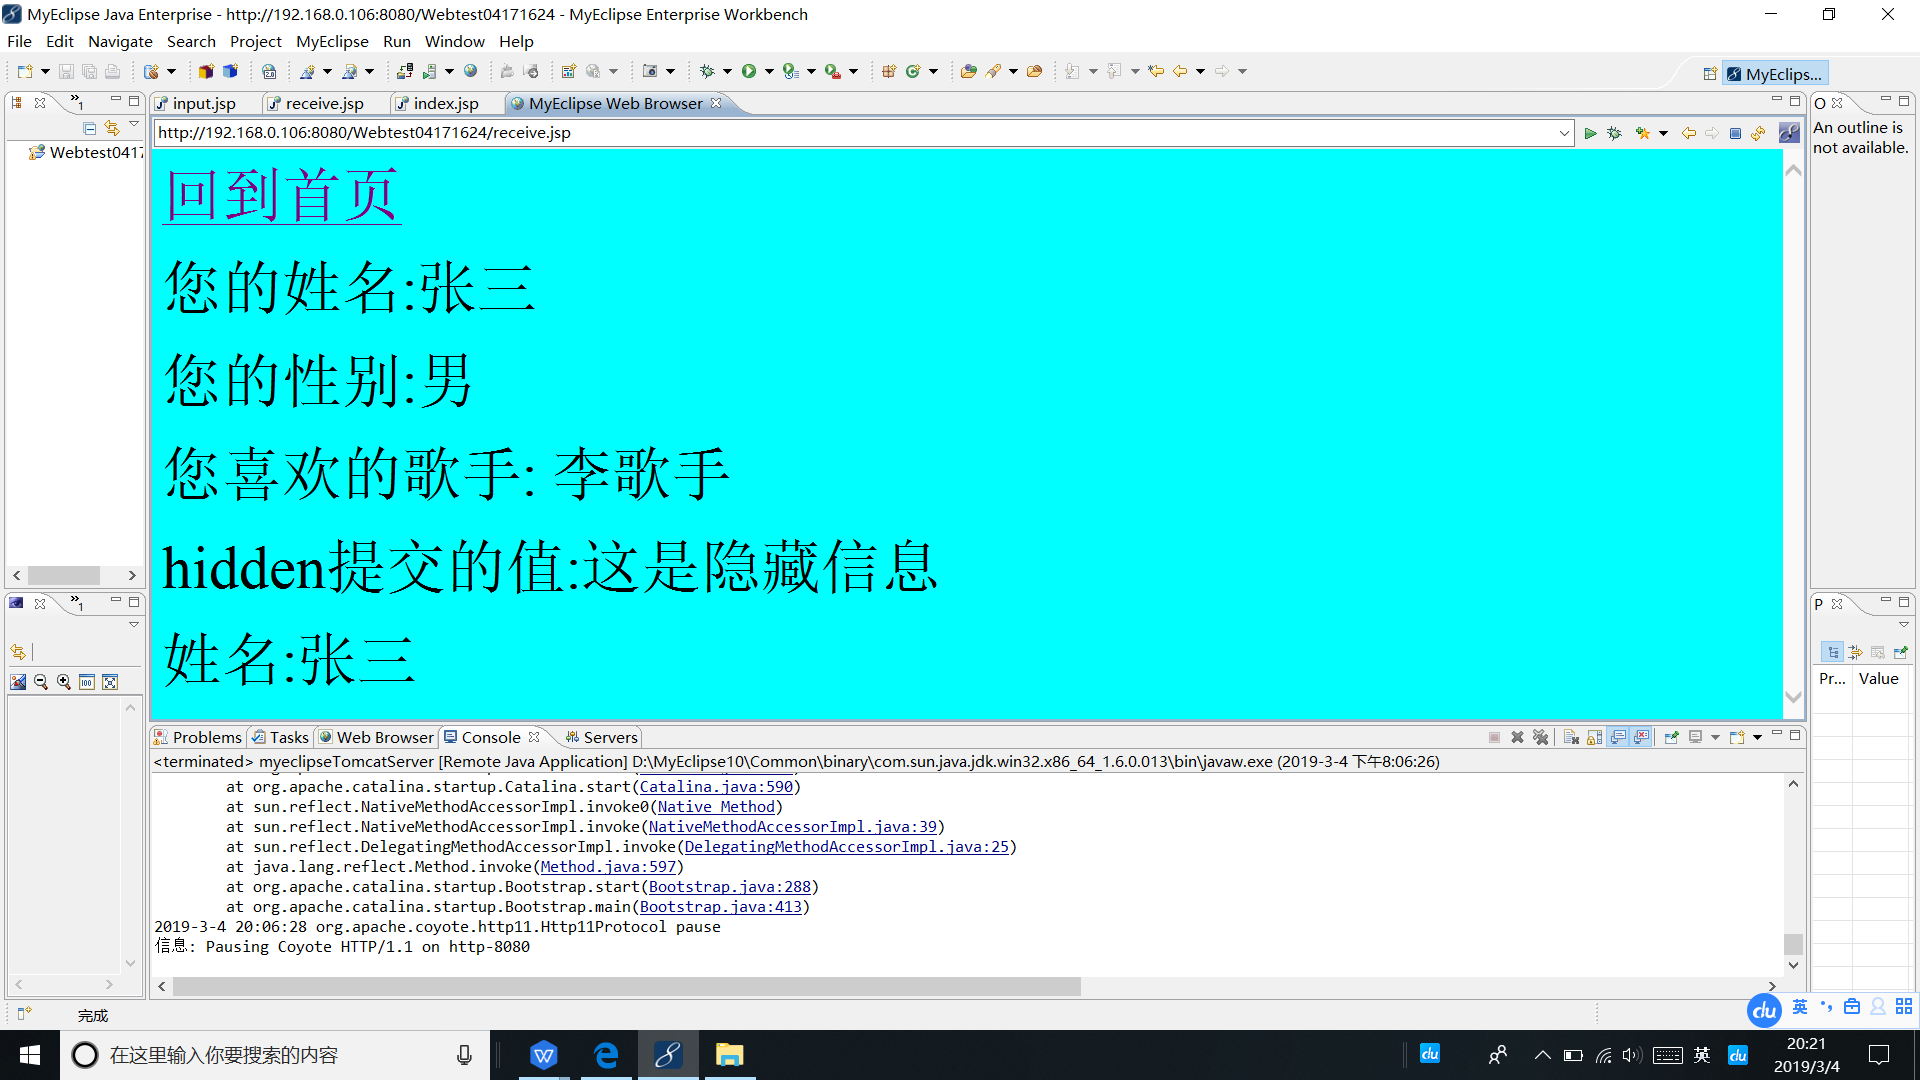 MyEclipse Java Enterprise - http://192.168.0.106:8080/Webtest04171624 - MyEclipse Enterprise Workbench
File Edit Navigate Search Project MyEclipse Run Window Help
MyEclips...
input.jsp receive.jsp index.jsp MyEclipse Web Browser
http://192.168.0.106:8080/Webtest04171624/receive.jsp
Webtest0417
O
An outline is
not available.
回到首页
您的姓名:张三
您的性别:男
您喜欢的歌手: 李歌手
hidden提交的值:这是隐藏信息
姓名:张三
P
Pr... Value
Problems Tasks Web Browser Console Servers
<terminated> myeclipseTomcatServer [Remote Java Application] D:\MyEclipse10\Common\binary\com.sun.java.jdk.win32.x86_64_1.6.0.013\bin\javaw.exe (2019-3-4 下午8:06:26)
at org.apache.catalina.startup.Catalina.start(Catalina.java:590)
at sun.reflect.NativeMethodAccessorImpl.invoke0(Native Method)
at sun.reflect.NativeMethodAccessorImpl.invoke(NativeMethodAccessorImpl.java:39)
at sun.reflect.DelegatingMethodAccessorImpl.invoke(DelegatingMethodAccessorImpl.java:25)
at java.lang.reflect.Method.invoke(Method.java:597)
at org.apache.catalina.startup.Bootstrap.start(Bootstrap.java:288)
at org.apache.catalina.startup.Bootstrap.main(Bootstrap.java:413)
2019-3-4 20:06:28 org.apache.coyote.http11.Http11Protocol pause
信息: Pausing Coyote HTTP/1.1 on http-8080
完成
du 英
在这里输入你要搜索的内容
du 英 du
20:21
2019/3/4